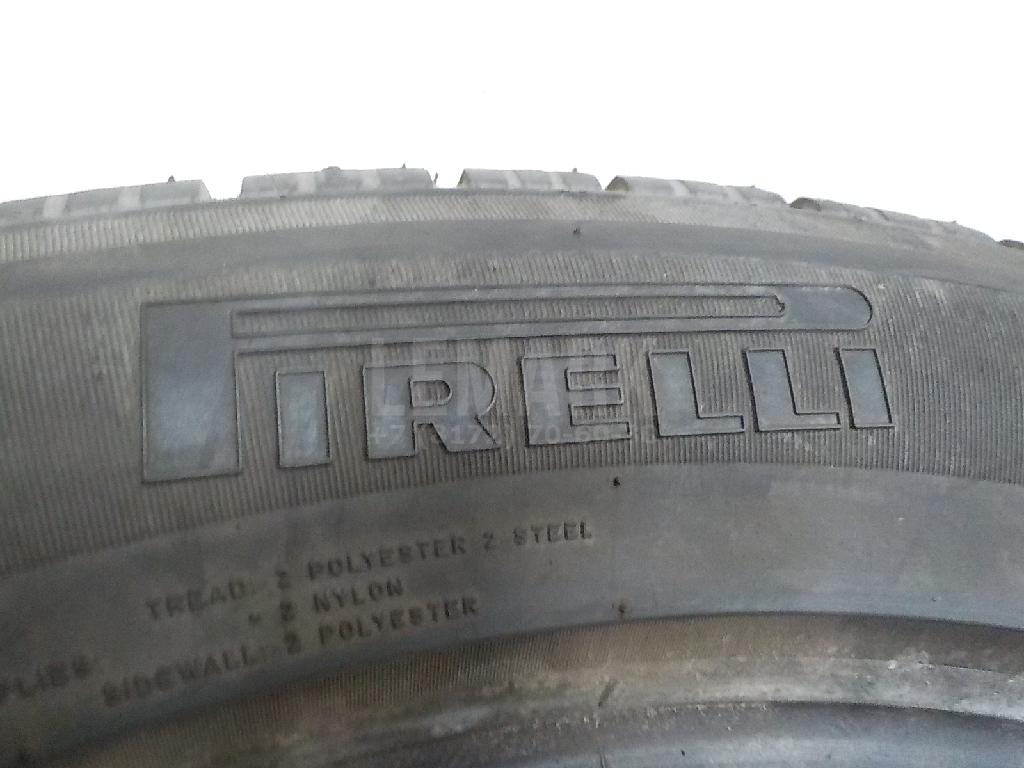 PIRELLI
TREAD: 2 POLYESTER 2 STEEL
+ 2 NYLON
PLIES
SIDEWALL: 2 POLYESTER